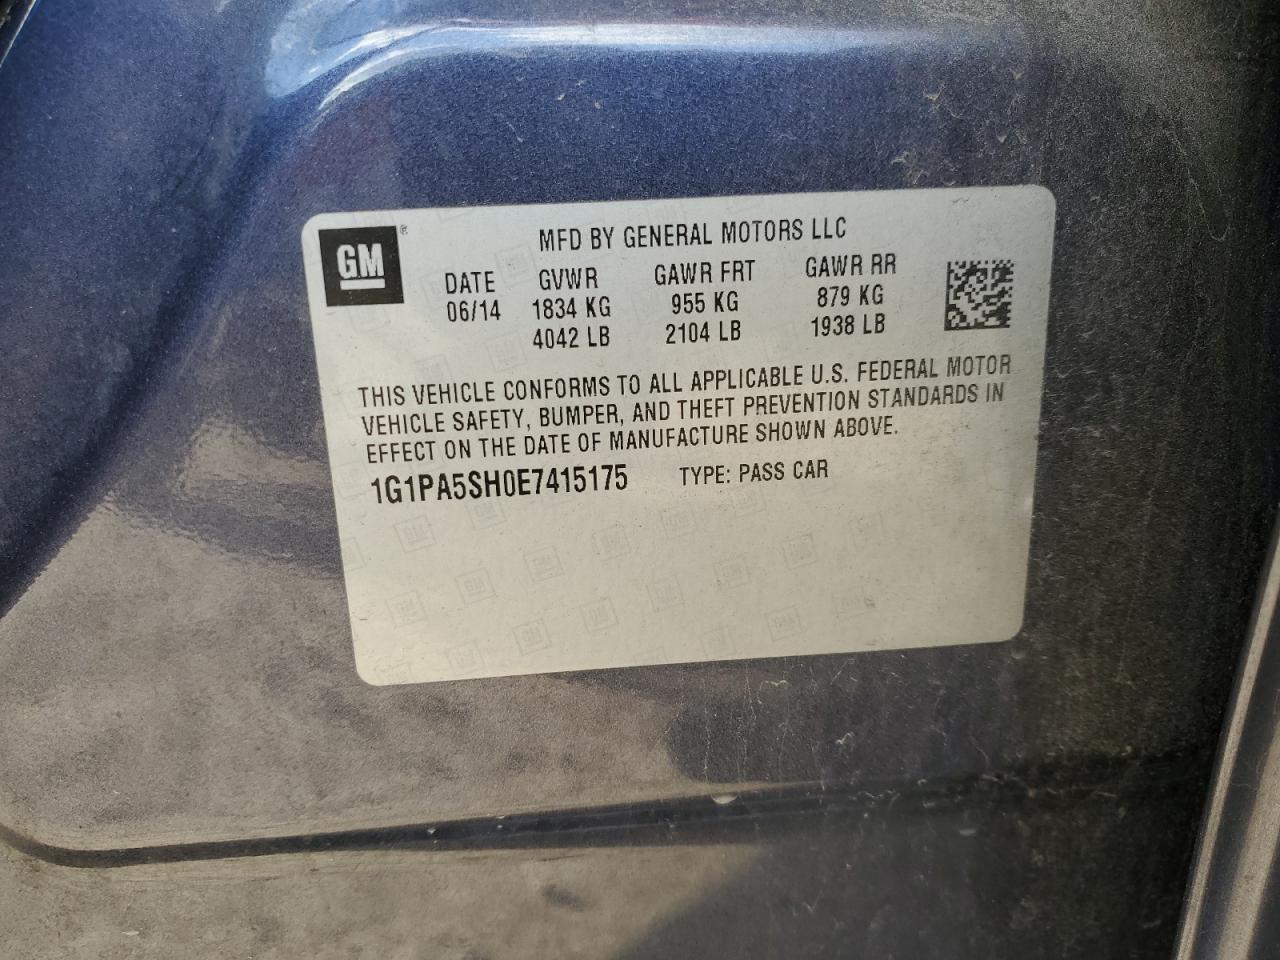 GM ®
MFD BY GENERAL MOTORS LLC
DATE GVWR GAWR FRT GAWR RR
06/14 1834 KG 955 KG 879 KG
4042 LB 2104 LB 1938 LB
THIS VEHICLE CONFORMS TO ALL APPLICABLE U.S. FEDERAL MOTOR
VEHICLE SAFETY, BUMPER, AND THEFT PREVENTION STANDARDS IN
EFFECT ON THE DATE OF MANUFACTURE SHOWN ABOVE.
1G1PA5SH0E7415175 TYPE: PASS CAR